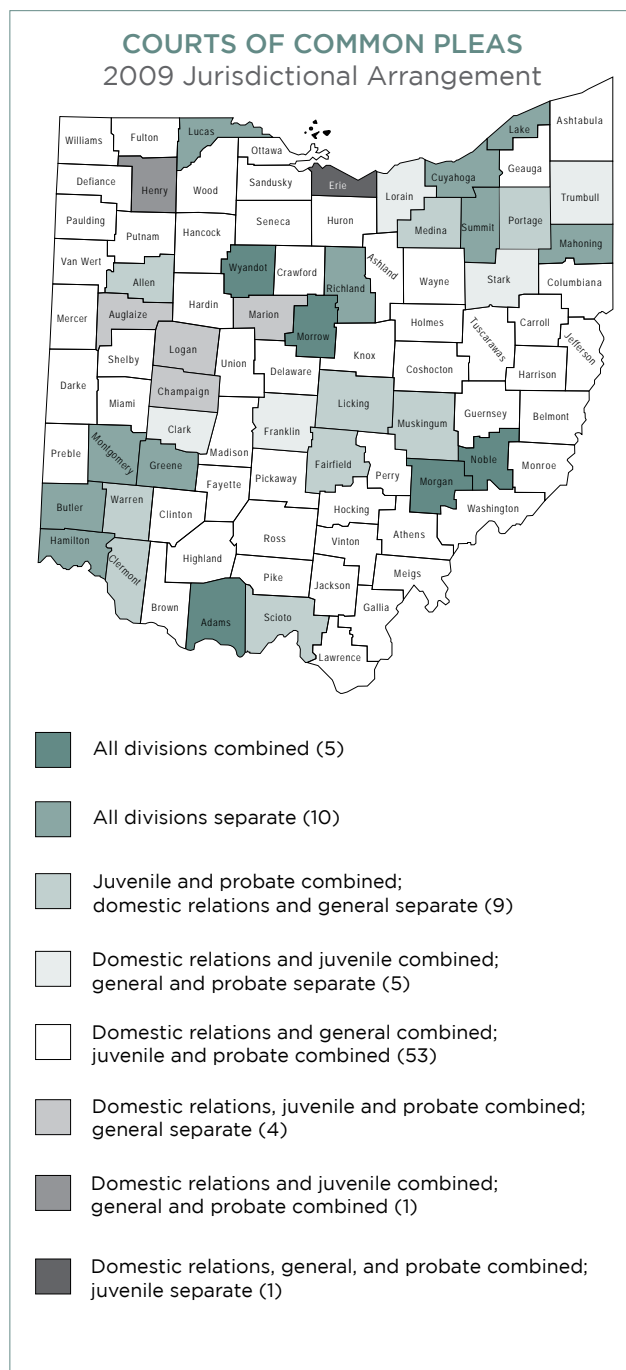 COURTS OF COMMON PLEAS
2009 Jurisdictional Arrangement
Williams
Fulton
Lucas
Ottawa
Lake
Ashtabula
Geauga
Cuyahoga
Defiance
Henry
Wood
Sandusky
Erie
Lorain
Trumbull
Paulding
Putnam
Hancock
Seneca
Huron
Medina
Summit
Portage
Mahoning
Van Wert
Allen
Wyandot
Crawford
Richland
Ashland
Wayne
Stark
Columbiana
Mercer
Auglaize
Hardin
Marion
Morrow
Holmes
Tuscarawas
Carroll
Jefferson
Shelby
Logan
Union
Delaware
Knox
Coshocton
Harrison
Darke
Miami
Champaign
Licking
Muskingum
Guernsey
Belmont
Clark
Franklin
Preble
Montgomery
Greene
Madison
Fairfield
Perry
Morgan
Noble
Monroe
Fayette
Pickaway
Butler
Warren
Clinton
Hocking
Washington
Hamilton
Clermont
Highland
Ross
Vinton
Athens
Pike
Jackson
Meigs
Brown
Adams
Scioto
Gallia
Lawrence
All divisions combined (5)
All divisions separate (10)
Juvenile and probate combined;
domestic relations and general separate (9)
Domestic relations and juvenile combined;
general and probate separate (5)
Domestic relations and general combined;
juvenile and probate combined (53)
Domestic relations, juvenile and probate combined;
general separate (4)
Domestic relations and juvenile combined;
general and probate combined (1)
Domestic relations, general, and probate combined;
juvenile separate (1)